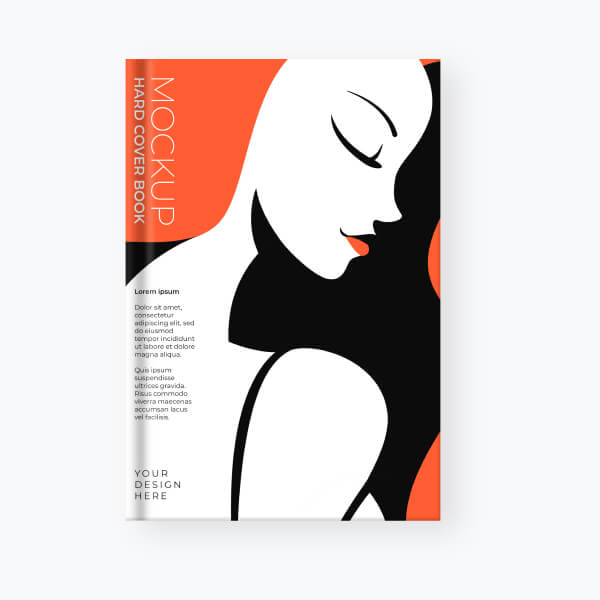 MOCKUP
HARD COVER BOOK
Lorem ipsum
Dolor sit amet,
consectetur
adipiscing elit, sed
do eiusmod
tempor incididunt
ut labore et dolore
magna aliqua.
Quis ipsum
suspendisse
ultrices gravida.
Risus commodo
viverra maecenas
accumsan lacus
vel facilisis.
YOUR
DESIGN
HERE